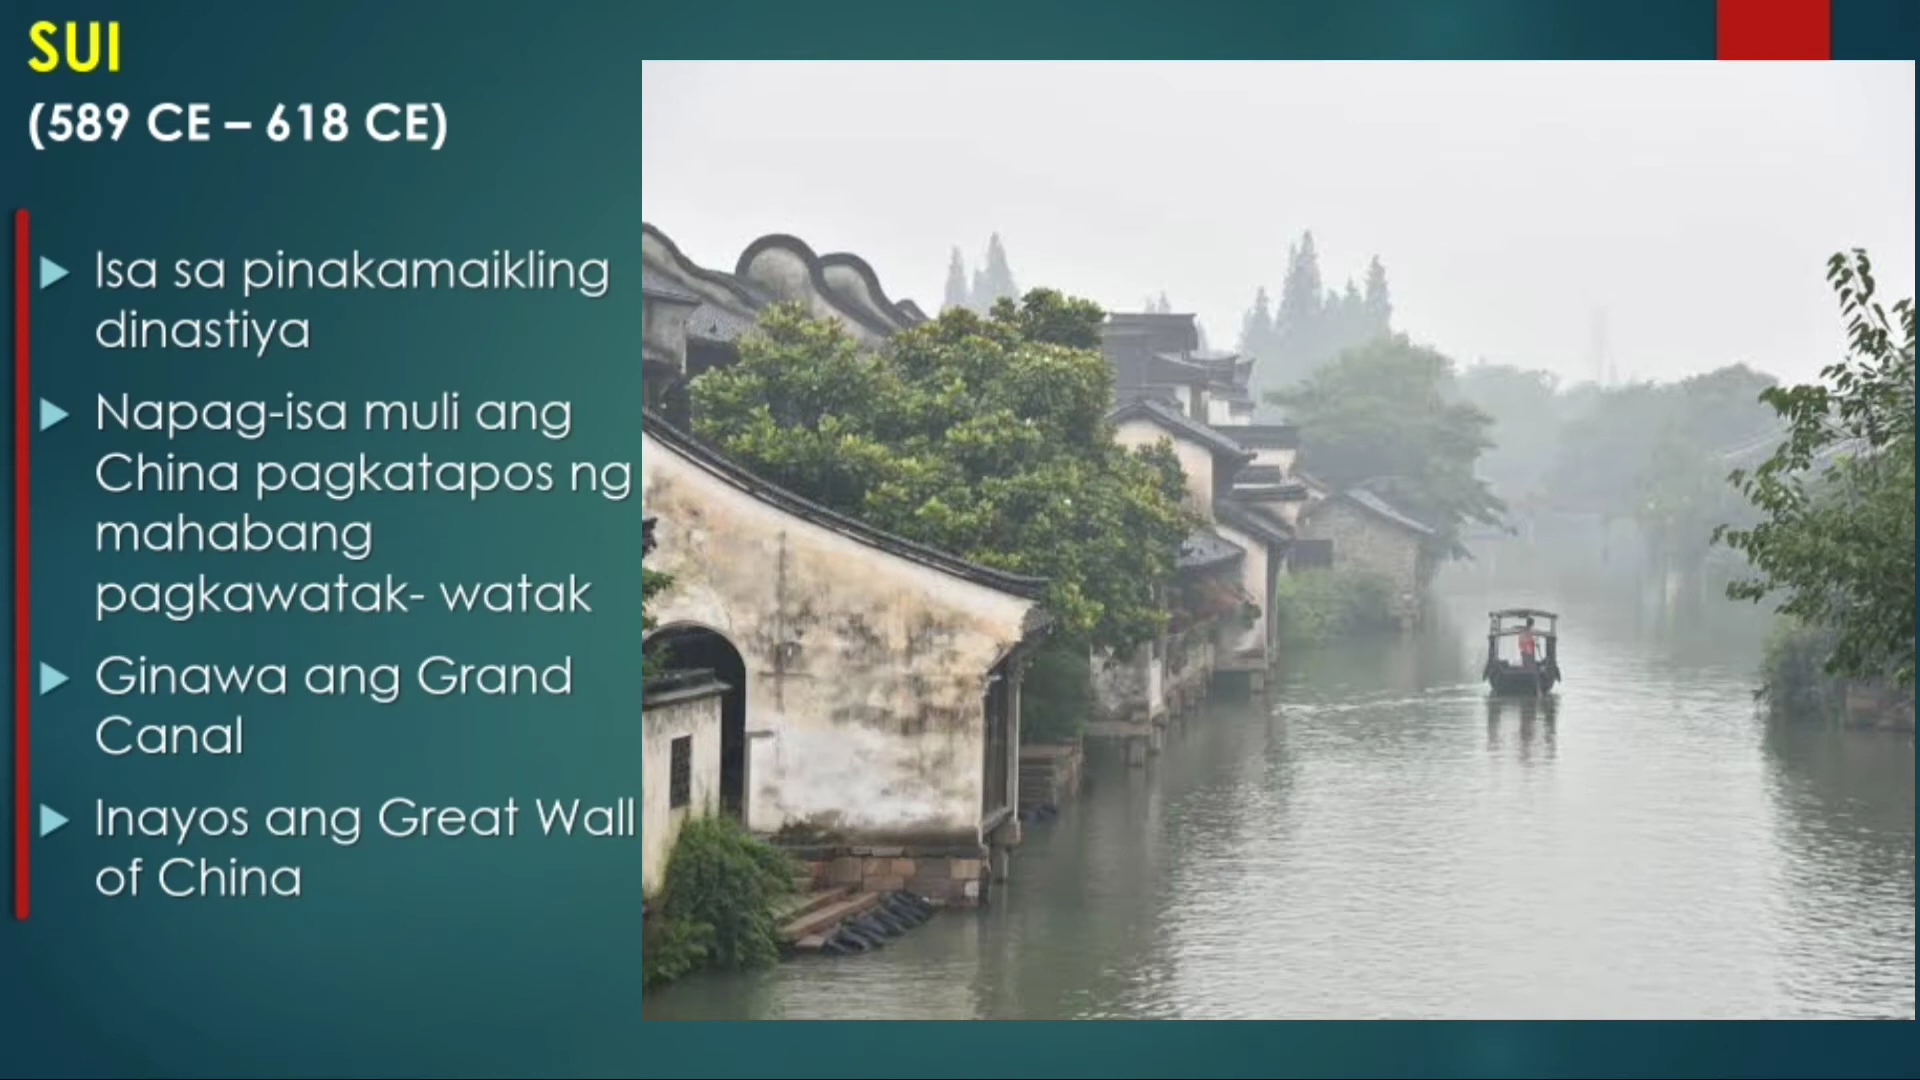 SUI
(589 CE – 618 CE)
Isa sa pinakamaikling
dinastiya
Napag-isa muli ang
China pagkatapos ng
mahabang
pagkawatak- watak
Ginawa ang Grand
Canal
Inayos ang Great Wall
of China